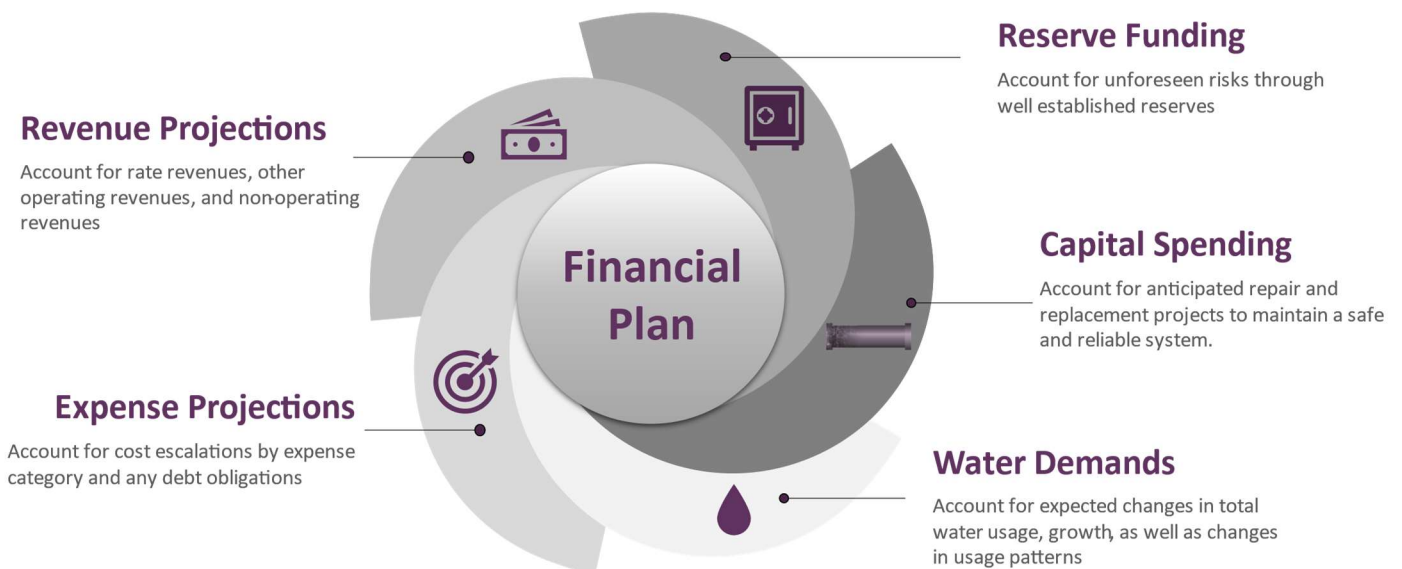 Reserve Funding
Account for unforeseen risks through
well established reserves
Revenue Projections
Account for rate revenues, other
operating revenues, and non-operating
revenues
Financial
Plan
Capital Spending
Account for anticipated repair and
replacement projects to maintain a safe
and reliable system.
Expense Projections
Account for cost escalations by expense
category and any debt obligations
Water Demands
Account for expected changes in total
water usage, growth, as well as changes
in usage patterns